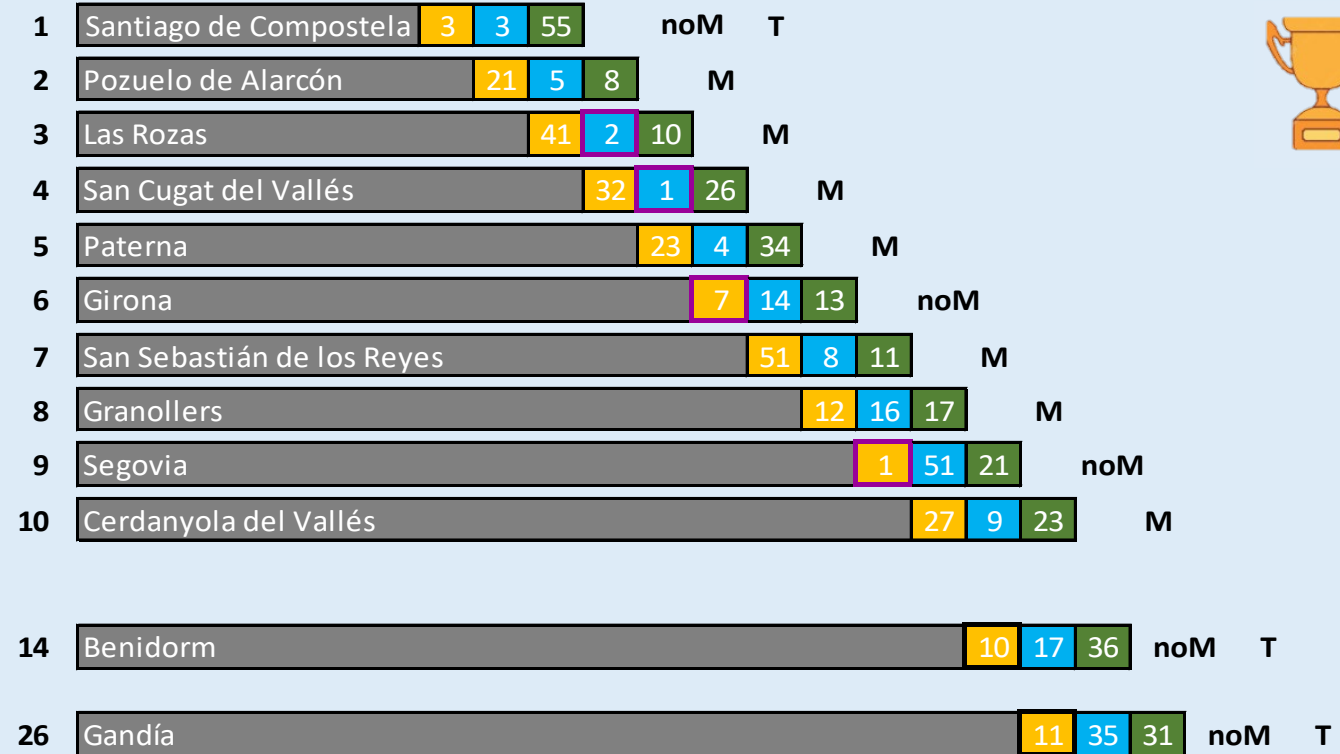 1 Santiago de Compostela 3 3 55 noM T
2 Pozuelo de Alarcón 21 5 8 M
3 Las Rozas 41 2 10 M
4 San Cugat del Vallés 32 1 26 M
5 Paterna 23 4 34 M
6 Girona 7 14 13 noM
7 San Sebastián de los Reyes 51 8 11 M
8 Granollers 12 16 17 M
9 Segovia 1 51 21 noM
10 Cerdanyola del Vallés 27 9 23 M
14 Benidorm 10 17 36 noM T
26 Gandía 11 35 31 noM T